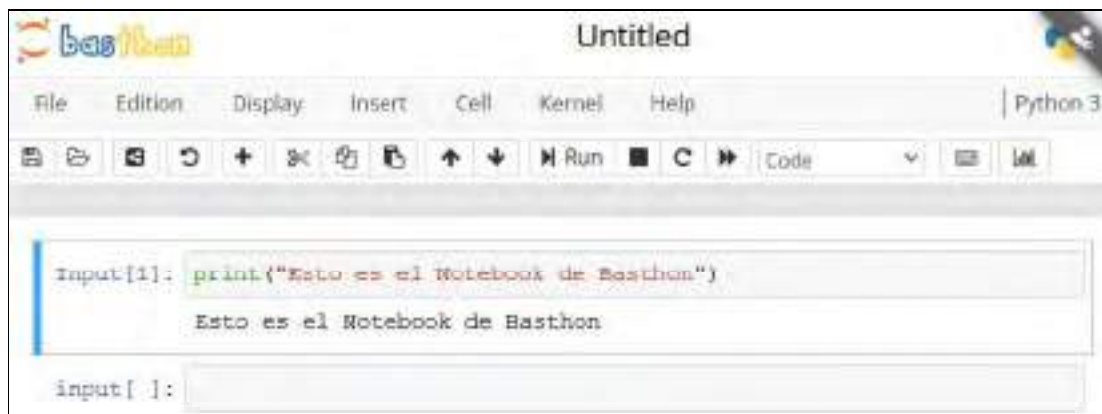 basthon Untitled
File Edition Display Insert Cell Kernel Help Python 3
Run Code
Input[1]: print("Esto es el Notebook de Basthon")
Esto es el Notebook de Basthon
input[ ]: